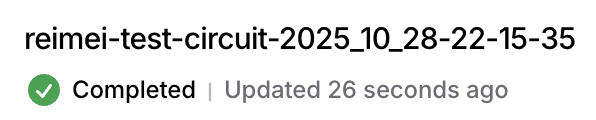 reimei-test-circuit-2025_10_28-22-15-35
Completed | Updated 26 seconds ago